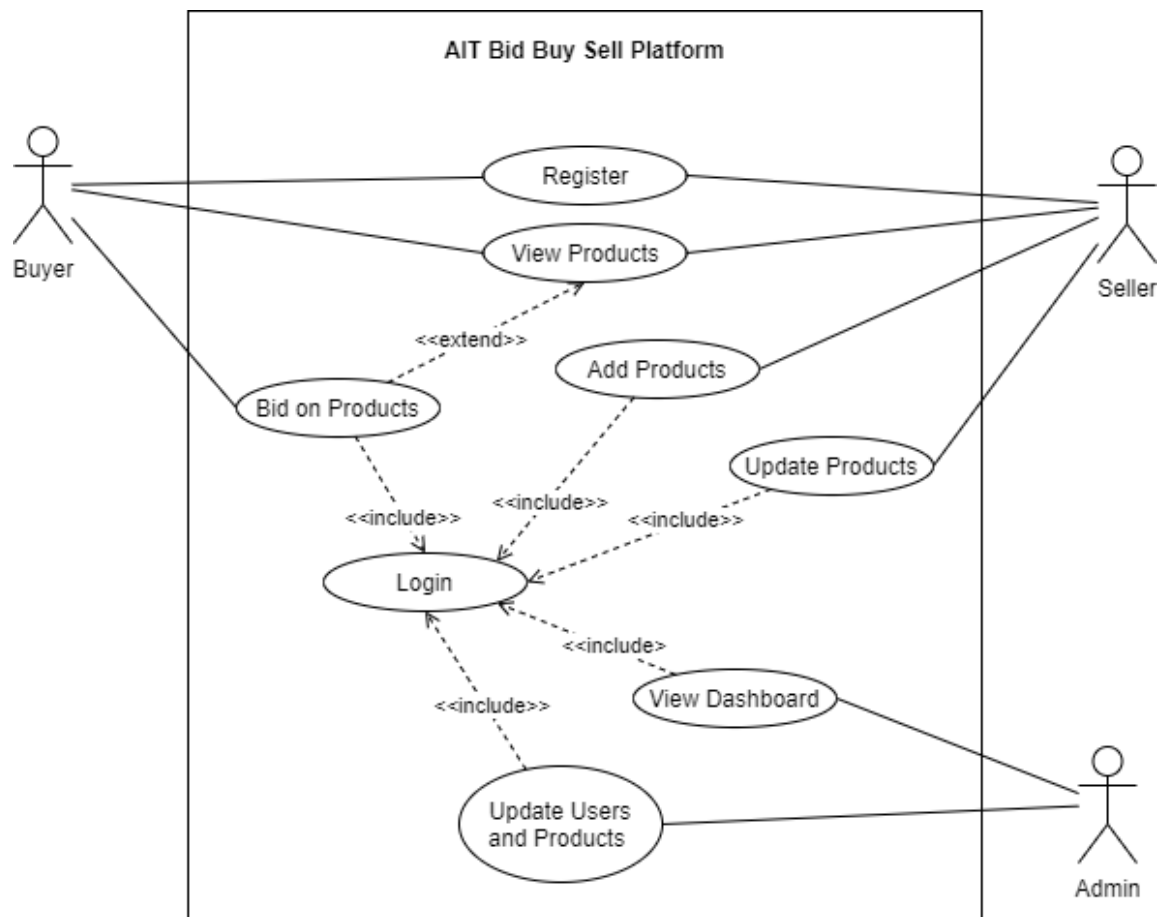 AIT Bid Buy Sell Platform
Register
View Products
Buyer
Seller
<<extend>>
Add Products
Bid on Products
Update Products
<<include>>
<<include>>
<<include>>
Login
<<include>
View Dashboard
<<include>>
Update Users
and Products
Admin